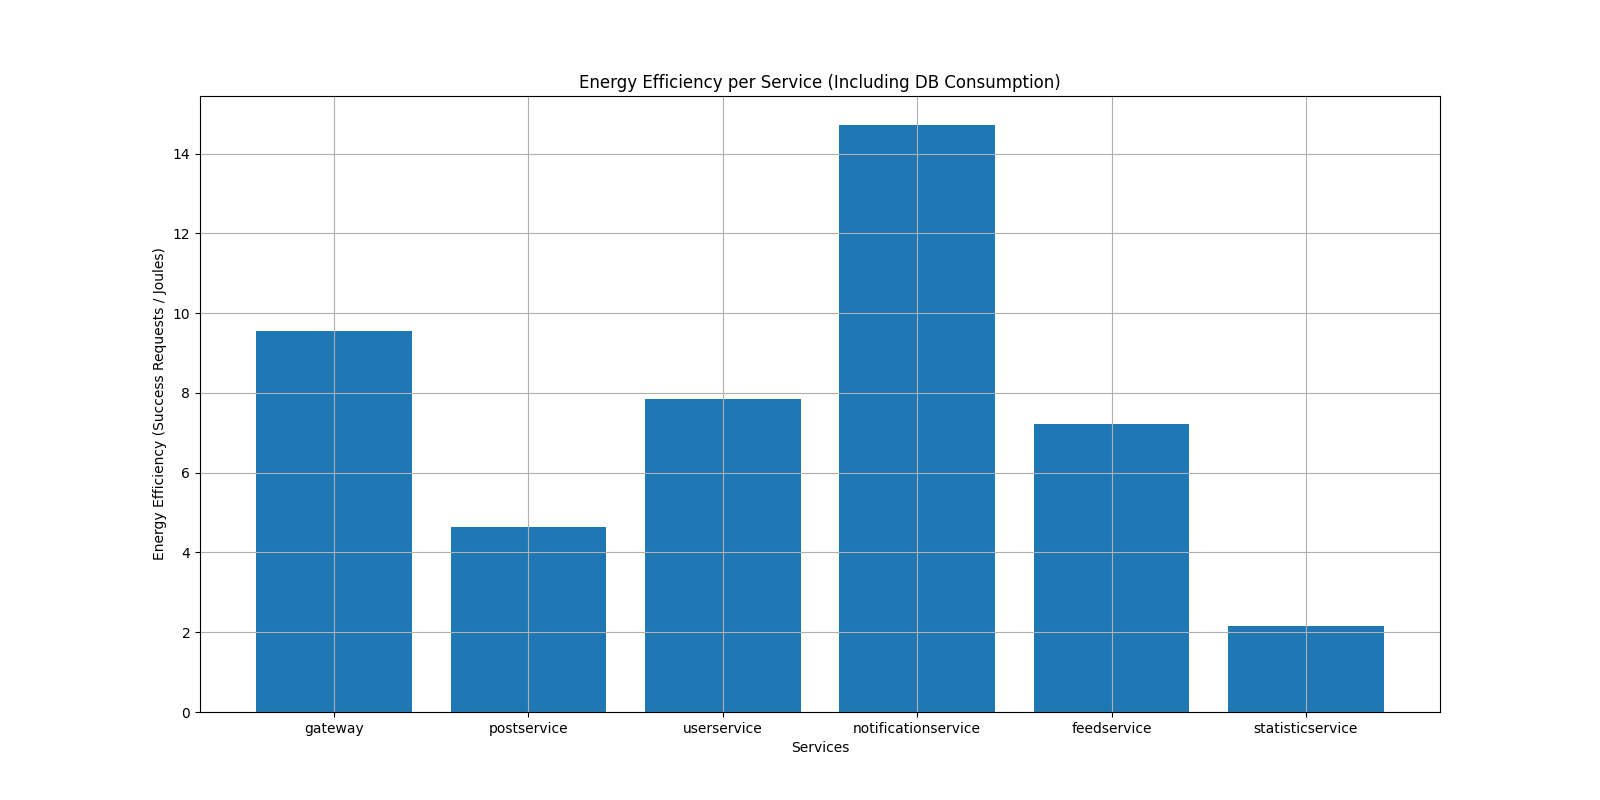 Energy Efficiency per Service (Including DB Consumption)
Energy Efficiency (Success Requests / Joules)
14
12
10
8
6
4
2
0
gateway postservice userservice notificationservice feedservice statisticservice
Services